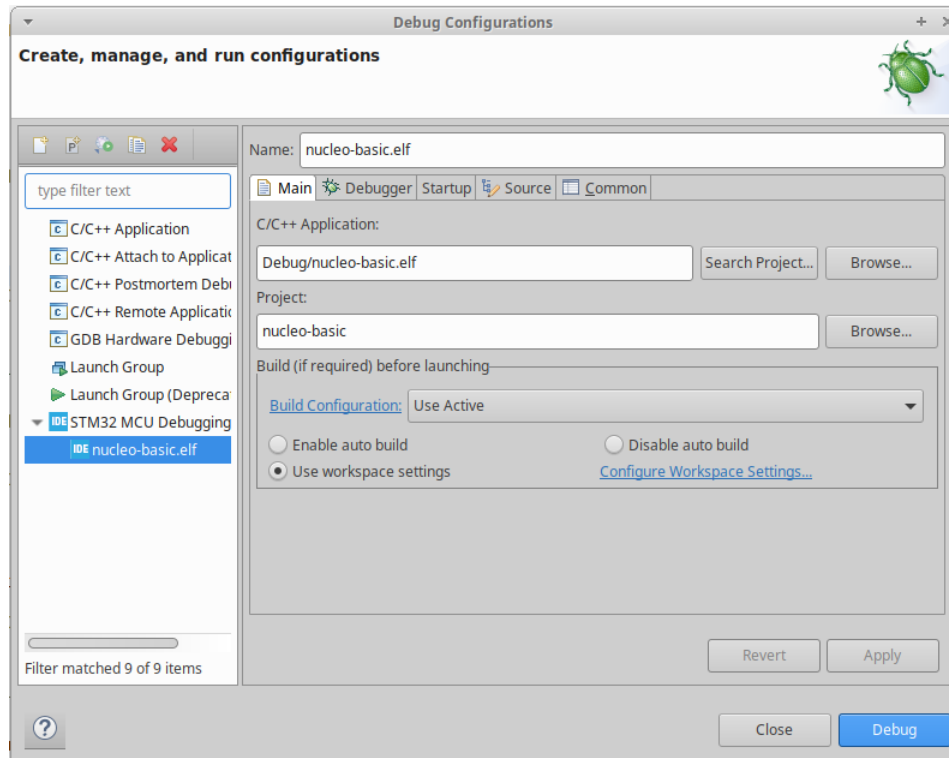 Debug Configurations
Create, manage, and run configurations
type filter text
C/C++ Application
C/C++ Attach to Applicat
C/C++ Postmortem Debu
C/C++ Remote Applicatio
GDB Hardware Debuggi
Launch Group
Launch Group (Depreca
IDE STM32 MCU Debugging
IDE nucleo-basic.elf
Filter matched 9 of 9 items
Name: nucleo-basic.elf
Main Debugger Startup Source Common
C/C++ Application:
Debug/nucleo-basic.elf Search Project... Browse...
Project:
nucleo-basic Browse...
Build (if required) before launching
Build Configuration: Use Active
Enable auto build Disable auto build
Use workspace settings Configure Workspace Settings...
Revert Apply
? Close Debug